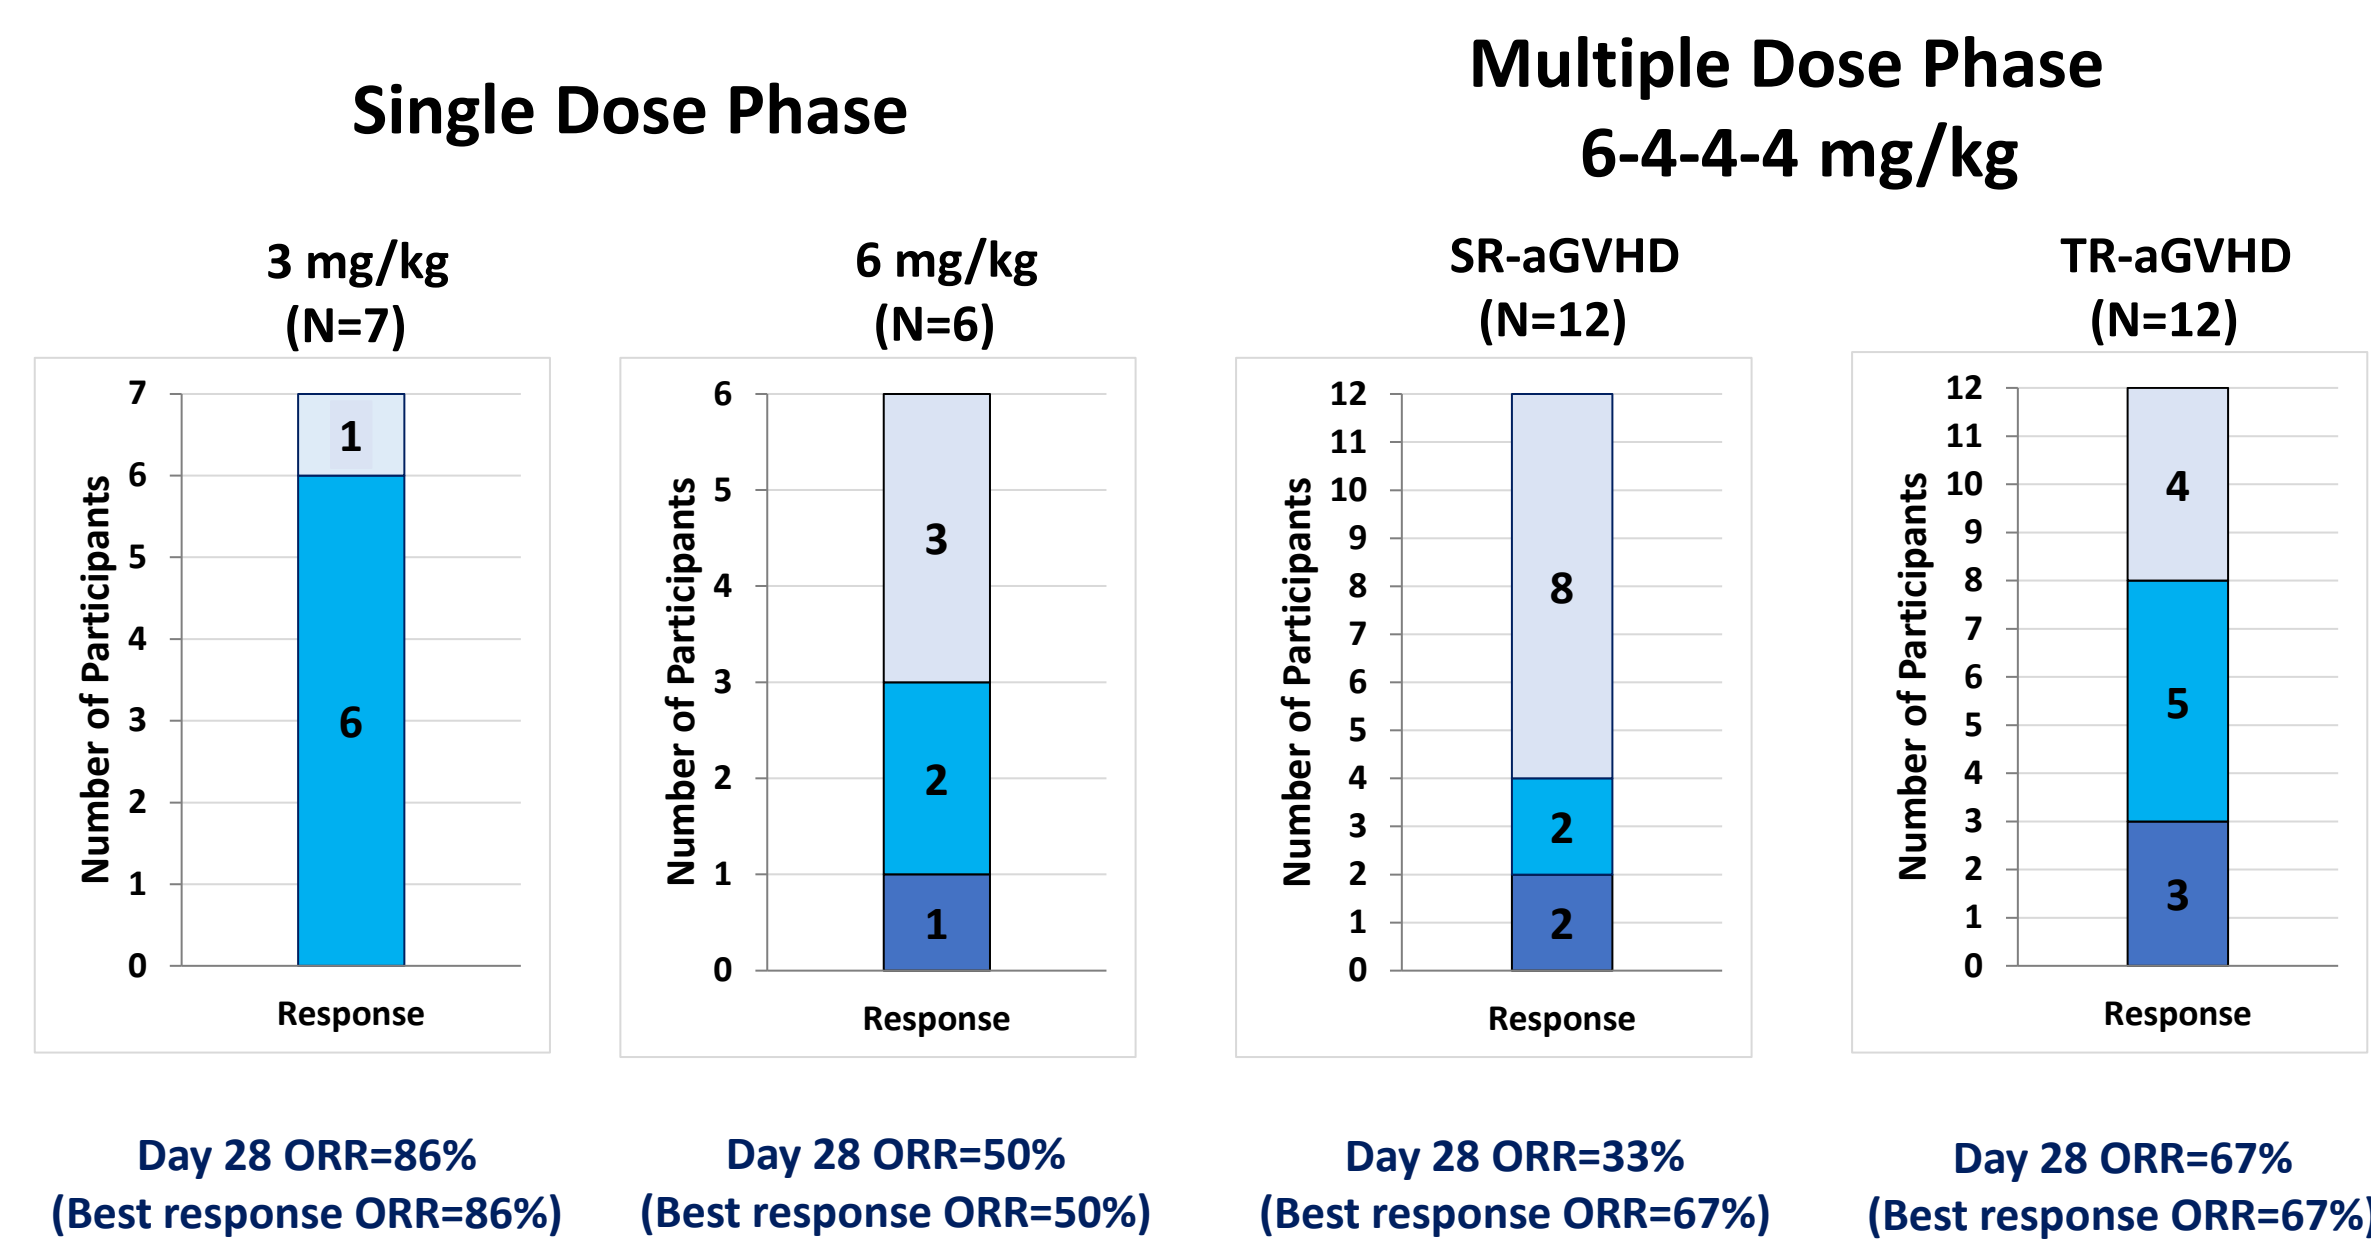 Single Dose Phase
Multiple Dose Phase
6-4-4-4 mg/kg
3 mg/kg
(N=7)
7
6
5
4
3
2
1
0
Number of Participants
1
6
Response
Day 28 ORR=86%
(Best response ORR=86%)
6 mg/kg
(N=6)
6
5
4
3
2
1
0
Number of Participants
3
2
1
Response
Day 28 ORR=50%
(Best response ORR=50%)
SR-aGVHD
(N=12)
12
11
10
9
8
7
6
5
4
3
2
1
0
Number of Participants
8
2
2
Response
Day 28 ORR=33%
(Best response ORR=67%)
TR-aGVHD
(N=12)
12
11
10
9
8
7
6
5
4
3
2
1
0
Number of Participants
4
5
3
Response
Day 28 ORR=67%
(Best response ORR=67%)